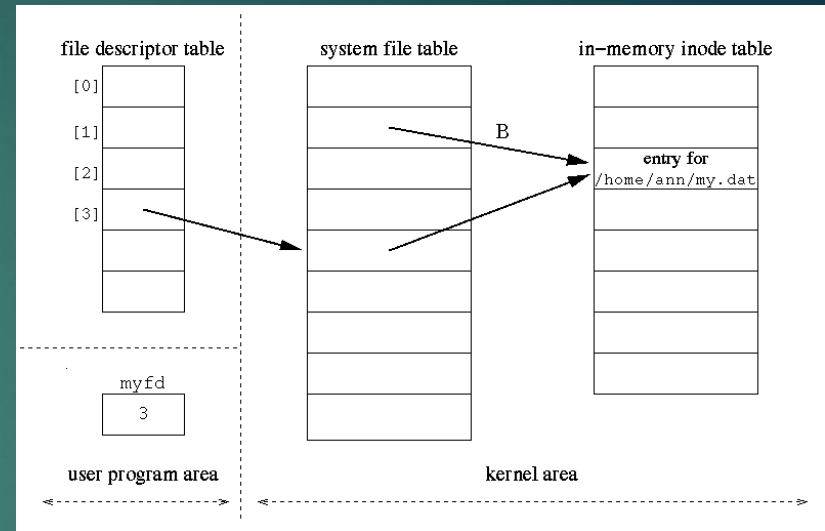 file descriptor table
system file table
in-memory inode table
[0]
[1]
B
[2]
entry for
/home/ann/my.dat
[3]
myfd
3
user program area
kernel area